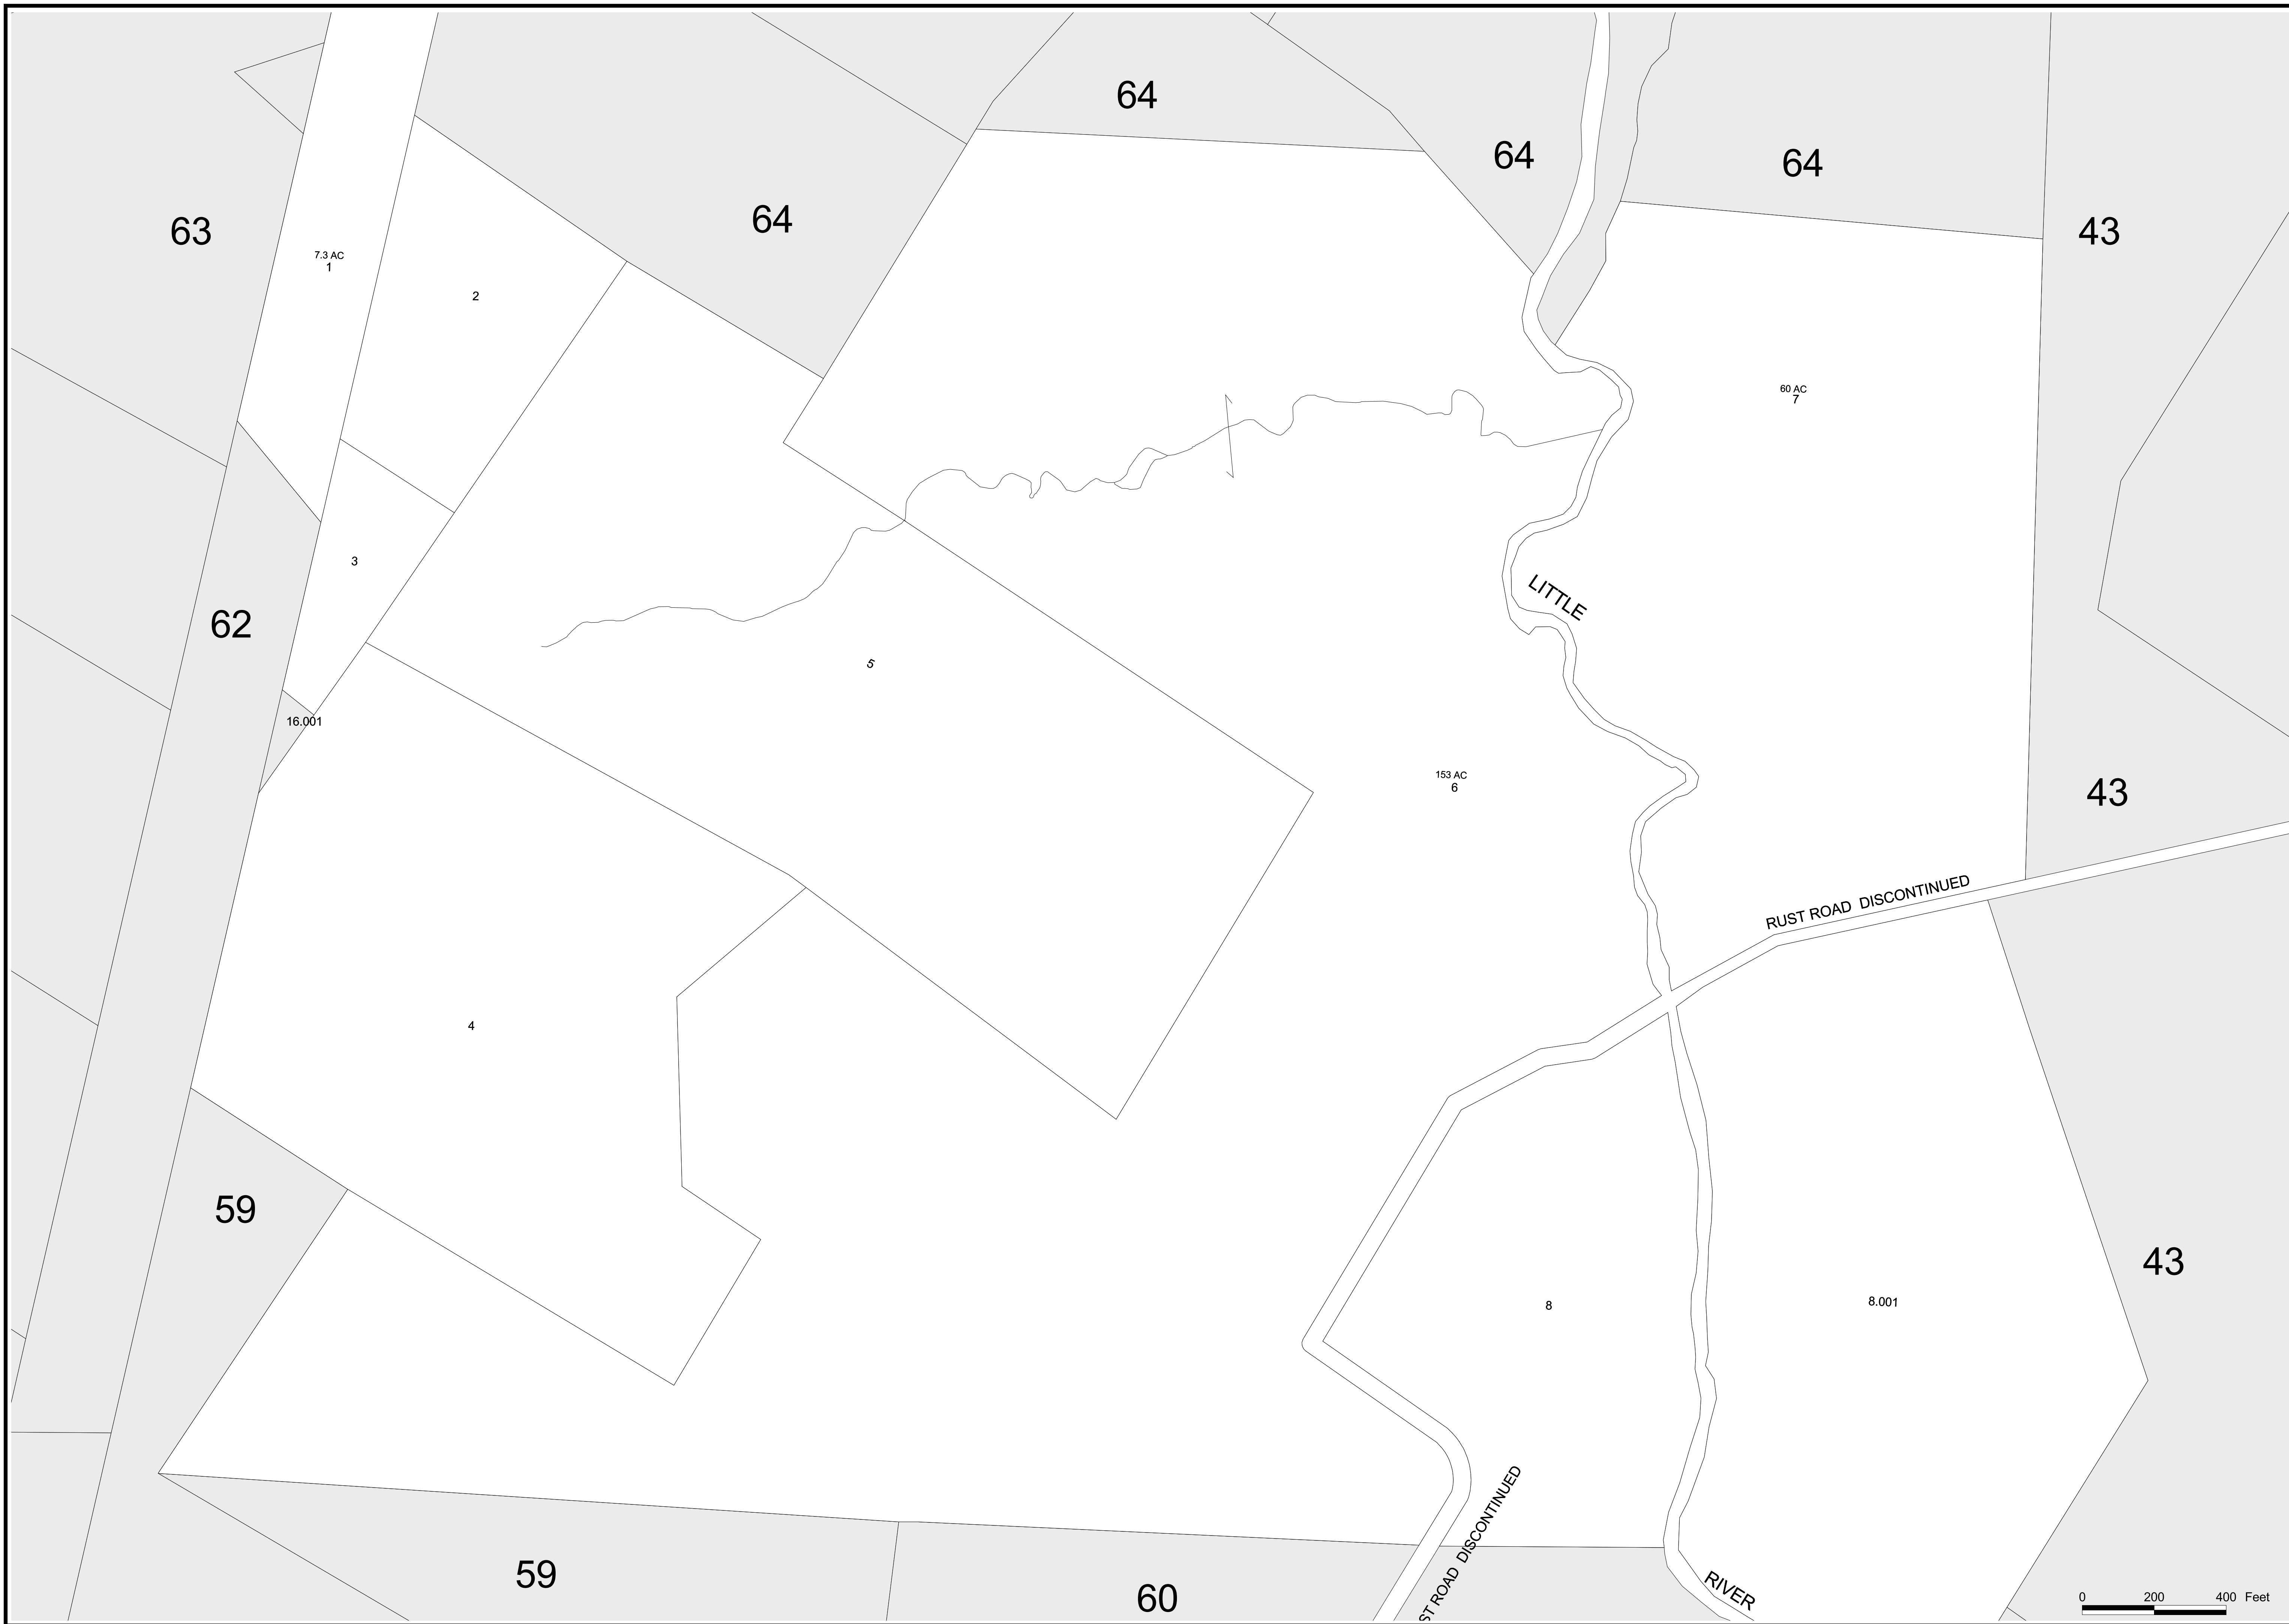 64
64
64
64
63
43
7.3 AC
1
2
60 AC
7
3
LITTLE
62
5
16.001
153 AC
6
43
RUST ROAD DISCONTINUED
4
59
43
8
8.001
ST ROAD DISCONTINUED
59
60
RIVER
0 200 400 Feet